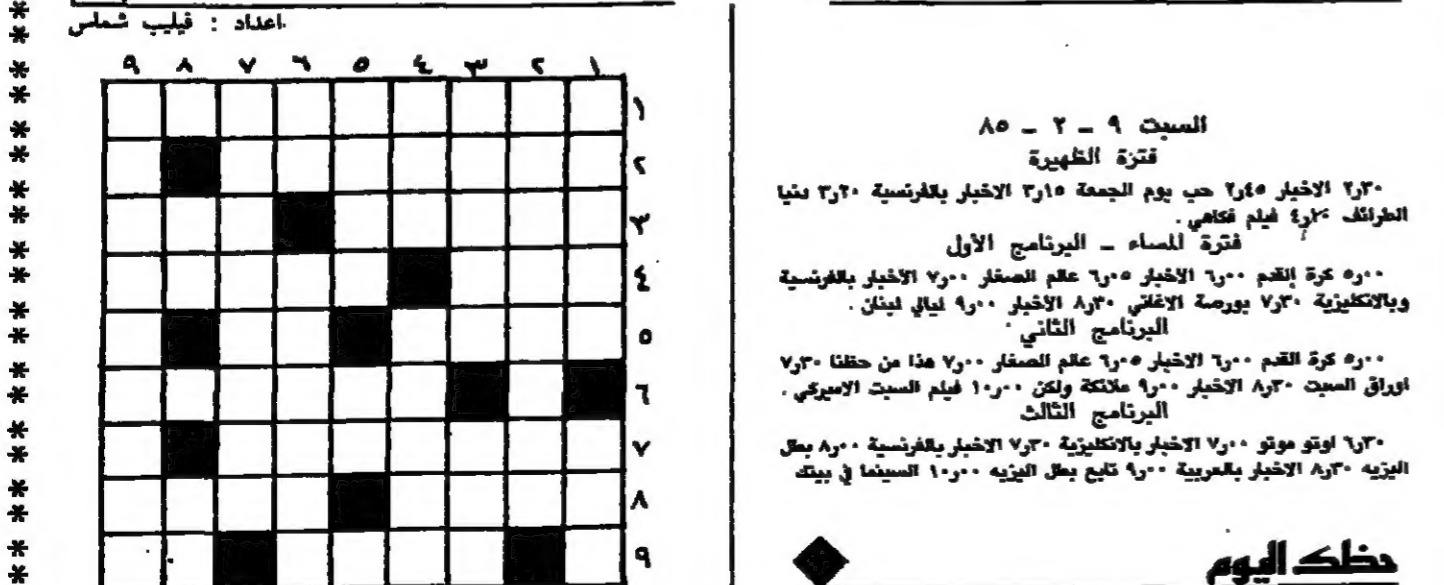 السبت ٩ - ٢ - ٨٥
فترة الظهيرة
٢٫٣٠ الاخبار ٢٫٤٥ حب يوم الجمعة ٣٫١٥ الاخبار بالفرنسية ٣٫٢٠ دنيا
الطرائف فيلم فكاهي .
فترة المساء - البرنامج الأول
٥٫٠٠ كرة القدم ٦٫٠٠ الاخبار ٦٫٠٥ عالم الصغار ٧٫٠٠ الأخبار بالفرنسية
وبالانكليزية ٧٫٣٠ بورصة الاغاني ٨٫٣٠ الاخبار ٩٫٠٠ ليالي لبنان .
البرنامج الثاني
٥٫٠٠ كرة القدم ٦٫٠٠ الاخبار ٦٫٠٥ عالم الصغار ٧٫٠٠ هذا من حظنا ٧٫٣٠
اوراق السبت ٨٫٣٠ الاخبار ٩٫٠٠ ملائكة ولكن ١٠٫٠٠ فيلم السبت الاميركي .
البرنامج الثالث
٦٫٣٠ اوتو موتو ٧٫٠٠ الاخبار بالانكليزية ٧٫٣٠ الاخبار بالفرنسية ٨٫٠٠ بطل
اليزيه ٨٫٣٠ الاخبار بالعربية ٩٫٠٠ تابع بطل اليزيه ١٠٫٠٠ السينما في بيتك
حظك اليوم
اعداد : فيليب شماس
١ ٢ ٣ ٤ ٥ ٦ ٧ ٨ ٩
١
٢
٣
٤
٥
٦
٧
٨
٩